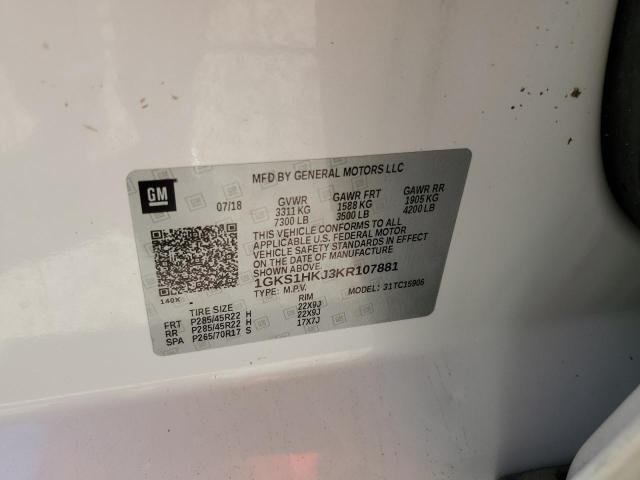 MFD BY GENERAL MOTORS LLC
GM
07/18 GVWR GAWR FRT GAWR RR
3311 KG 1588 KG 1905 KG
7300 LB 3500 LB 4200 LB
THIS VEHICLE CONFORMS TO ALL
APPLICABLE U.S. FEDERAL MOTOR
VEHICLE SAFETY STANDARDS IN EFFECT
ON THE DATE OF MANUFACTURE
SHOWN ABOVE.
1GKS1HKJ3KR107881
TYPE: M.P.V. MODEL: 31TC15906
140X -
TIRE SIZE RIM
FRT P285/45R22 H 22X9J
RR P285/45R22 H 22X9J
SPA P265/70R17 S 17X7J